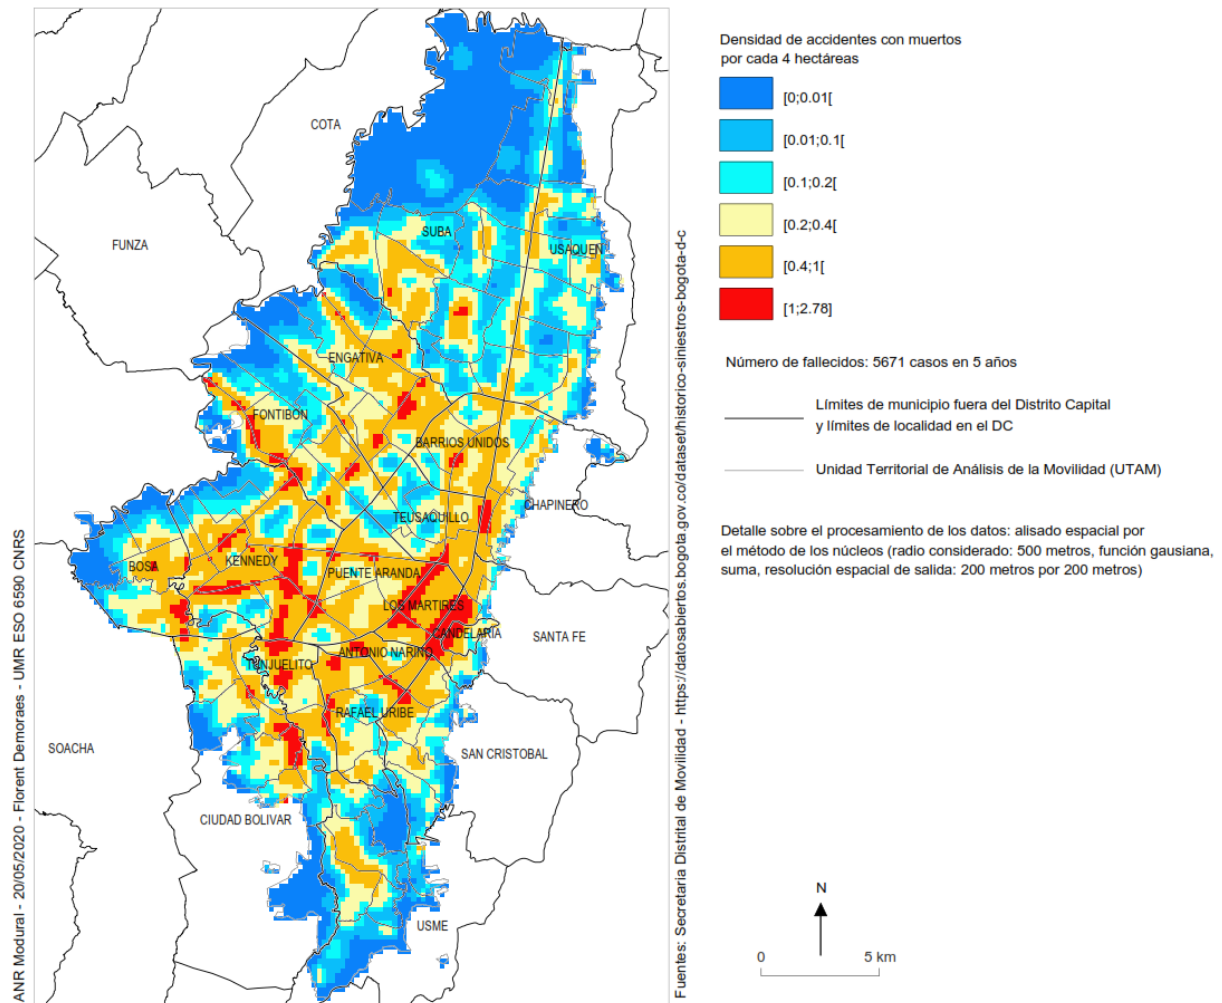 Densidad de accidentes con muertos
por cada 4 hectáreas
[0;0.01[
[0.01;0.1[
[0.1;0.2[
[0.2;0.4[
[0.4;1[
[1;2.78]
Número de fallecidos: 5671 casos en 5 años
Límites de municipio fuera del Distrito Capital
y límites de localidad en el DC
Unidad Territorial de Análisis de la Movilidad (UTAM)
Detalle sobre el procesamiento de los datos: alisado espacial por
el método de los núcleos (radio considerado: 500 metros, función gausiana,
suma, resolución espacial de salida: 200 metros por 200 metros)
N
0 5 km
COTA
FUNZA
SUBA
USAQUEN
ENGATIVA
FONTIBON
BARRIOS UNIDOS
CHAPINERO
TEUSAQUILLO
BOSA
KENNEDY
PUENTE ARANDA
LOS MARTIRES
CANDELARIA
SANTA FE
ANTONIO NARIÑO
TUNJUELITO
RAFAEL URIBE
SOACHA
SAN CRISTOBAL
CIUDAD BOLIVAR
USME
ANR Modural - 20/05/2020 - Florent Demoraes - UMR ESO 6590 CNRS
Fuentes: Secretaria Distrital de Movilidad - https://datosabiertos.bogota.gov.co/dataset/historico-siniestros-bogota-d-c